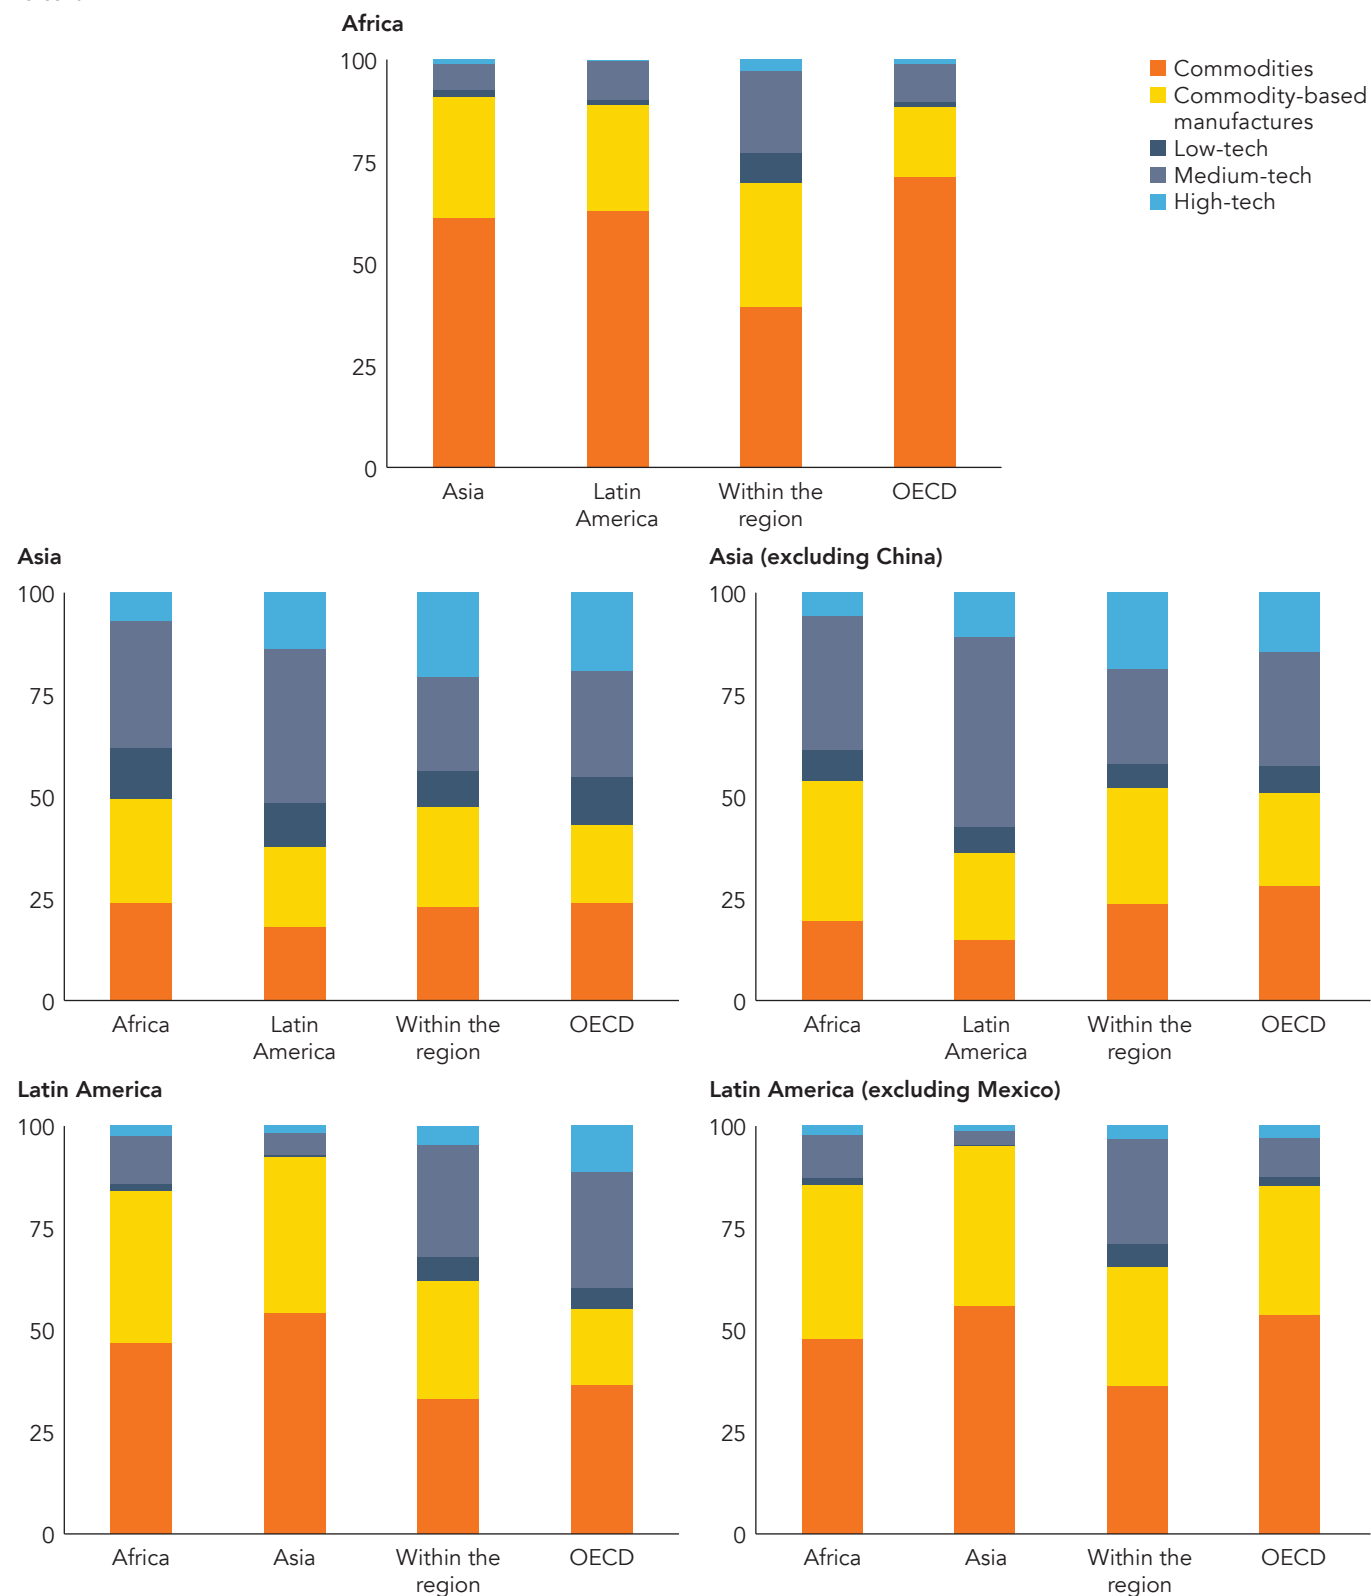 Africa
100
75
50
25
0
Asia
Latin
America
Within the
region
OECD
Commodities
Commodity-based
manufactures
Low-tech
Medium-tech
High-tech
Asia
100
75
50
25
0
Africa
Latin
America
Within the
region
OECD
Asia (excluding China)
100
75
50
25
0
Africa
Latin
America
Within the
region
OECD
Latin America
100
75
50
25
0
Africa
Asia
Within the
region
OECD
Latin America (excluding Mexico)
100
75
50
25
0
Africa
Asia
Within the
region
OECD